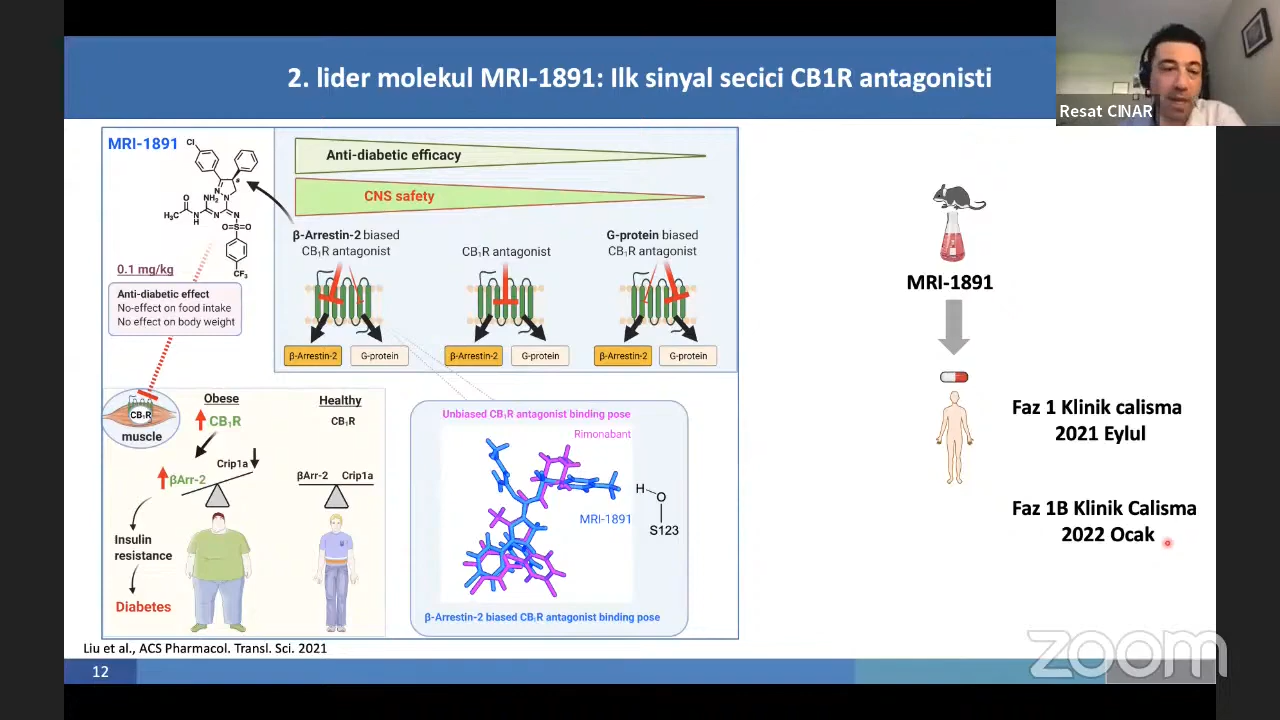 2. lider molekul MRI-1891: Ilk sinyal secici CB1R antagonisti
Resat CINAR
MRI-1891
Cl
N
N
NH₂
O
H₃C
N
H
N
N
O=S=O
CF₃
0.1 mg/kg
Anti-diabetic effect
No-effect on food intake
No effect on body weight
Anti-diabetic efficacy
CNS safety
β-Arrestin-2 biased
CB₁R antagonist
CB₁R antagonist
G-protein biased
CB₁R antagonist
β-Arrestin-2
G-protein
β-Arrestin-2
G-protein
β-Arrestin-2
G-protein
CB₁R
muscle
Obese
CB₁R
Crip1a
βArr-2
Insulin
resistance
Diabetes
Healthy
CB₁R
βArr-2 Crip1a
Unbiased CB₁R antagonist binding pose
Rimonabant
MRI-1891
H
O
S123
β-Arrestin-2 biased CB₁R antagonist binding pose
MRI-1891
Faz 1 Klinik calisma
2021 Eylul
Faz 1B Klinik Calisma
2022 Ocak
Liu et al., ACS Pharmacol. Transl. Sci. 2021
12
zoom